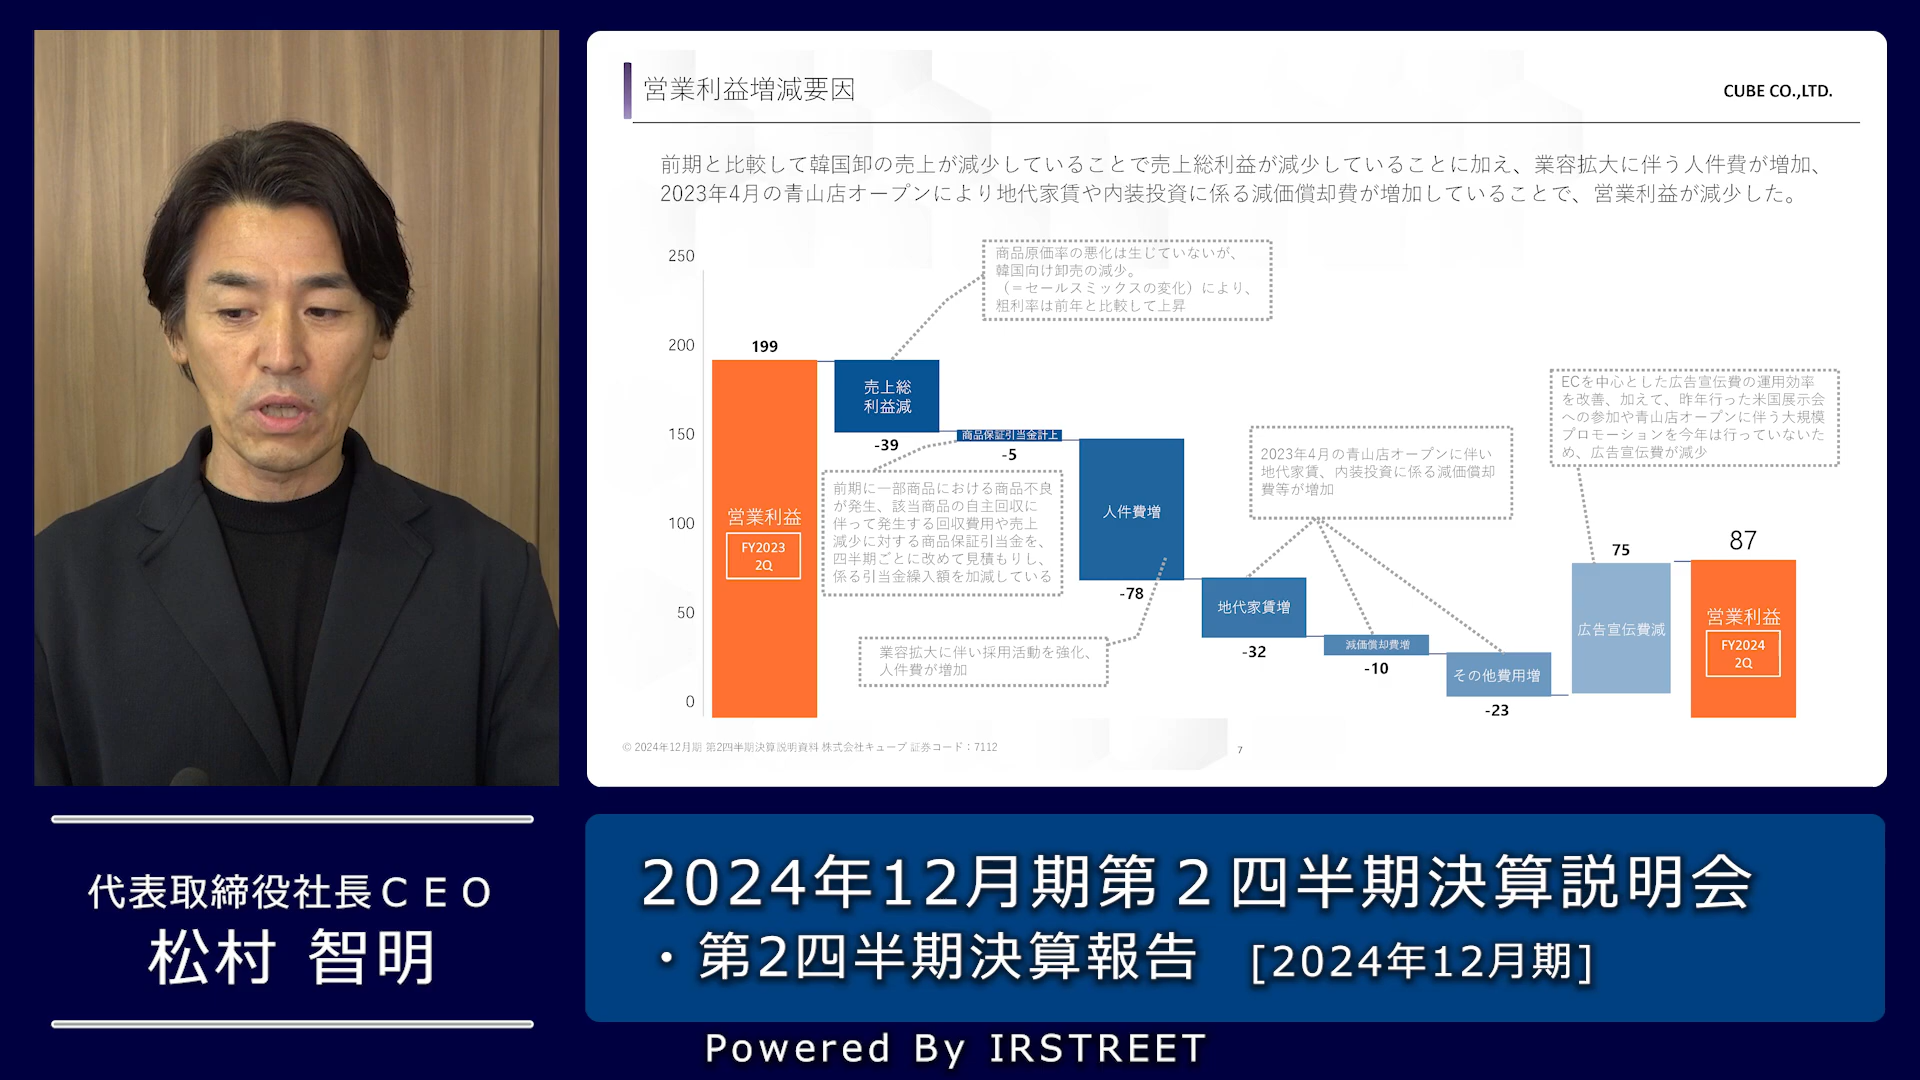 営業利益増減要因
CUBE CO.,LTD.
前期と比較して韓国卸の売上が減少していることで売上総利益が減少していることに加え、業容拡大に伴う人件費が増加、
2023年4月の青山店オープンにより地代家賃や内装投資に係る減価償却費が増加していることで、営業利益が減少した。
250
200
150
100
50
0
199
営業利益
FY2023
2Q
売上総
利益減
-39
商品原価率の悪化は生じていないが、
韓国向け卸売の減少。
（＝セールスミックスの変化）により、
粗利率は前年と比較して上昇
商品保証引当金計上
-5
前期に一部商品における商品不良
が発生、該当商品の自主回収に
伴って発生する回収費用や売上
減少に対する商品保証引当金を、
四半期ごとに改めて見積もりし、
係る引当金繰入額を加減している
人件費増
-78
業容拡大に伴い採用活動を強化、
人件費が増加
2023年4月の青山店オープンに伴い
地代家賃、内装投資に係る減価償却
費等が増加
地代家賃増
-32
減価償却費増
-10
その他費用増
-23
ECを中心とした広告宣伝費の運用効率
を改善、加えて、昨年行った米国展示会
への参加や青山店オープンに伴う大規模
プロモーションを今年は行っていないた
め、広告宣伝費が減少
75
広告宣伝費減
87
営業利益
FY2024
2Q
© 2024年12月期 第2四半期決算説明資料 株式会社キューブ 証券コード：7112
7
代表取締役社長ＣＥＯ
松村 智明
2024年12月期第２四半期決算説明会
・第2四半期決算報告 [2024年12月期]
Powered By IRSTREET